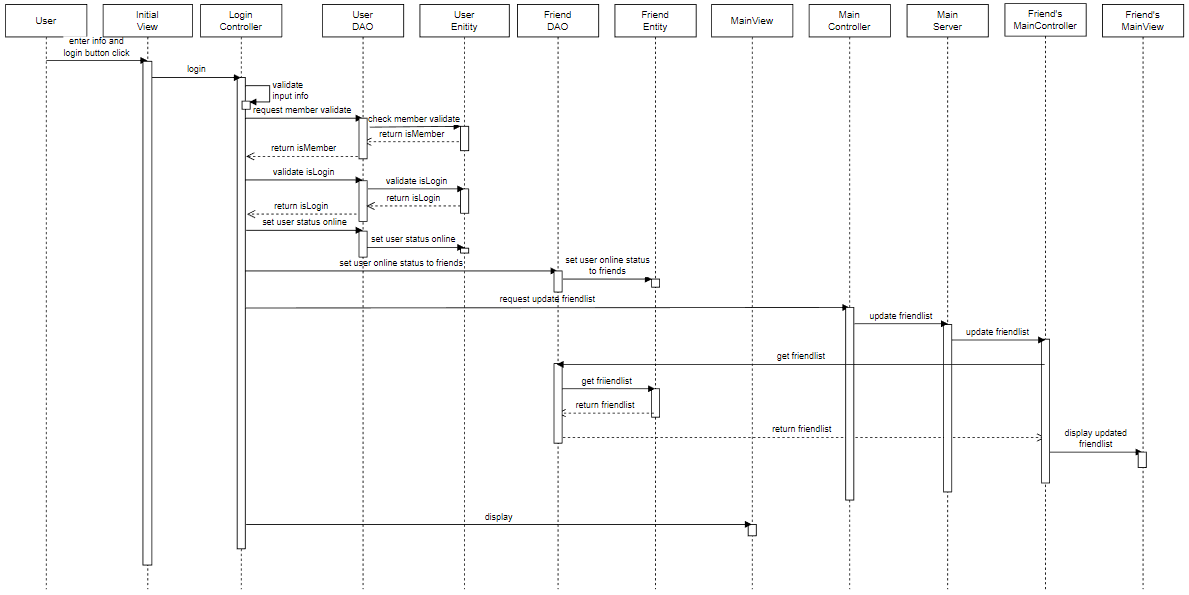 User
Initial
View
Login
Controller
User
DAO
User
Enitity
Friend
DAO
Friend
Entity
MainView
Main
Controller
Main
Server
Friend's
MainController
Friend's
MainView
enter info and
login button click
login
validate
input info
request member validate
check member validate
return isMember
return isMember
validate isLogin
validate isLogin
return isLogin
return isLogin
set user status online
set user status online
set user online status to friends
set user online status
to friends
request update friendlist
update friendlist
update friendlist
get friendlist
get friiendlist
return friendlist
return friendlist
display updated
friendlist
display